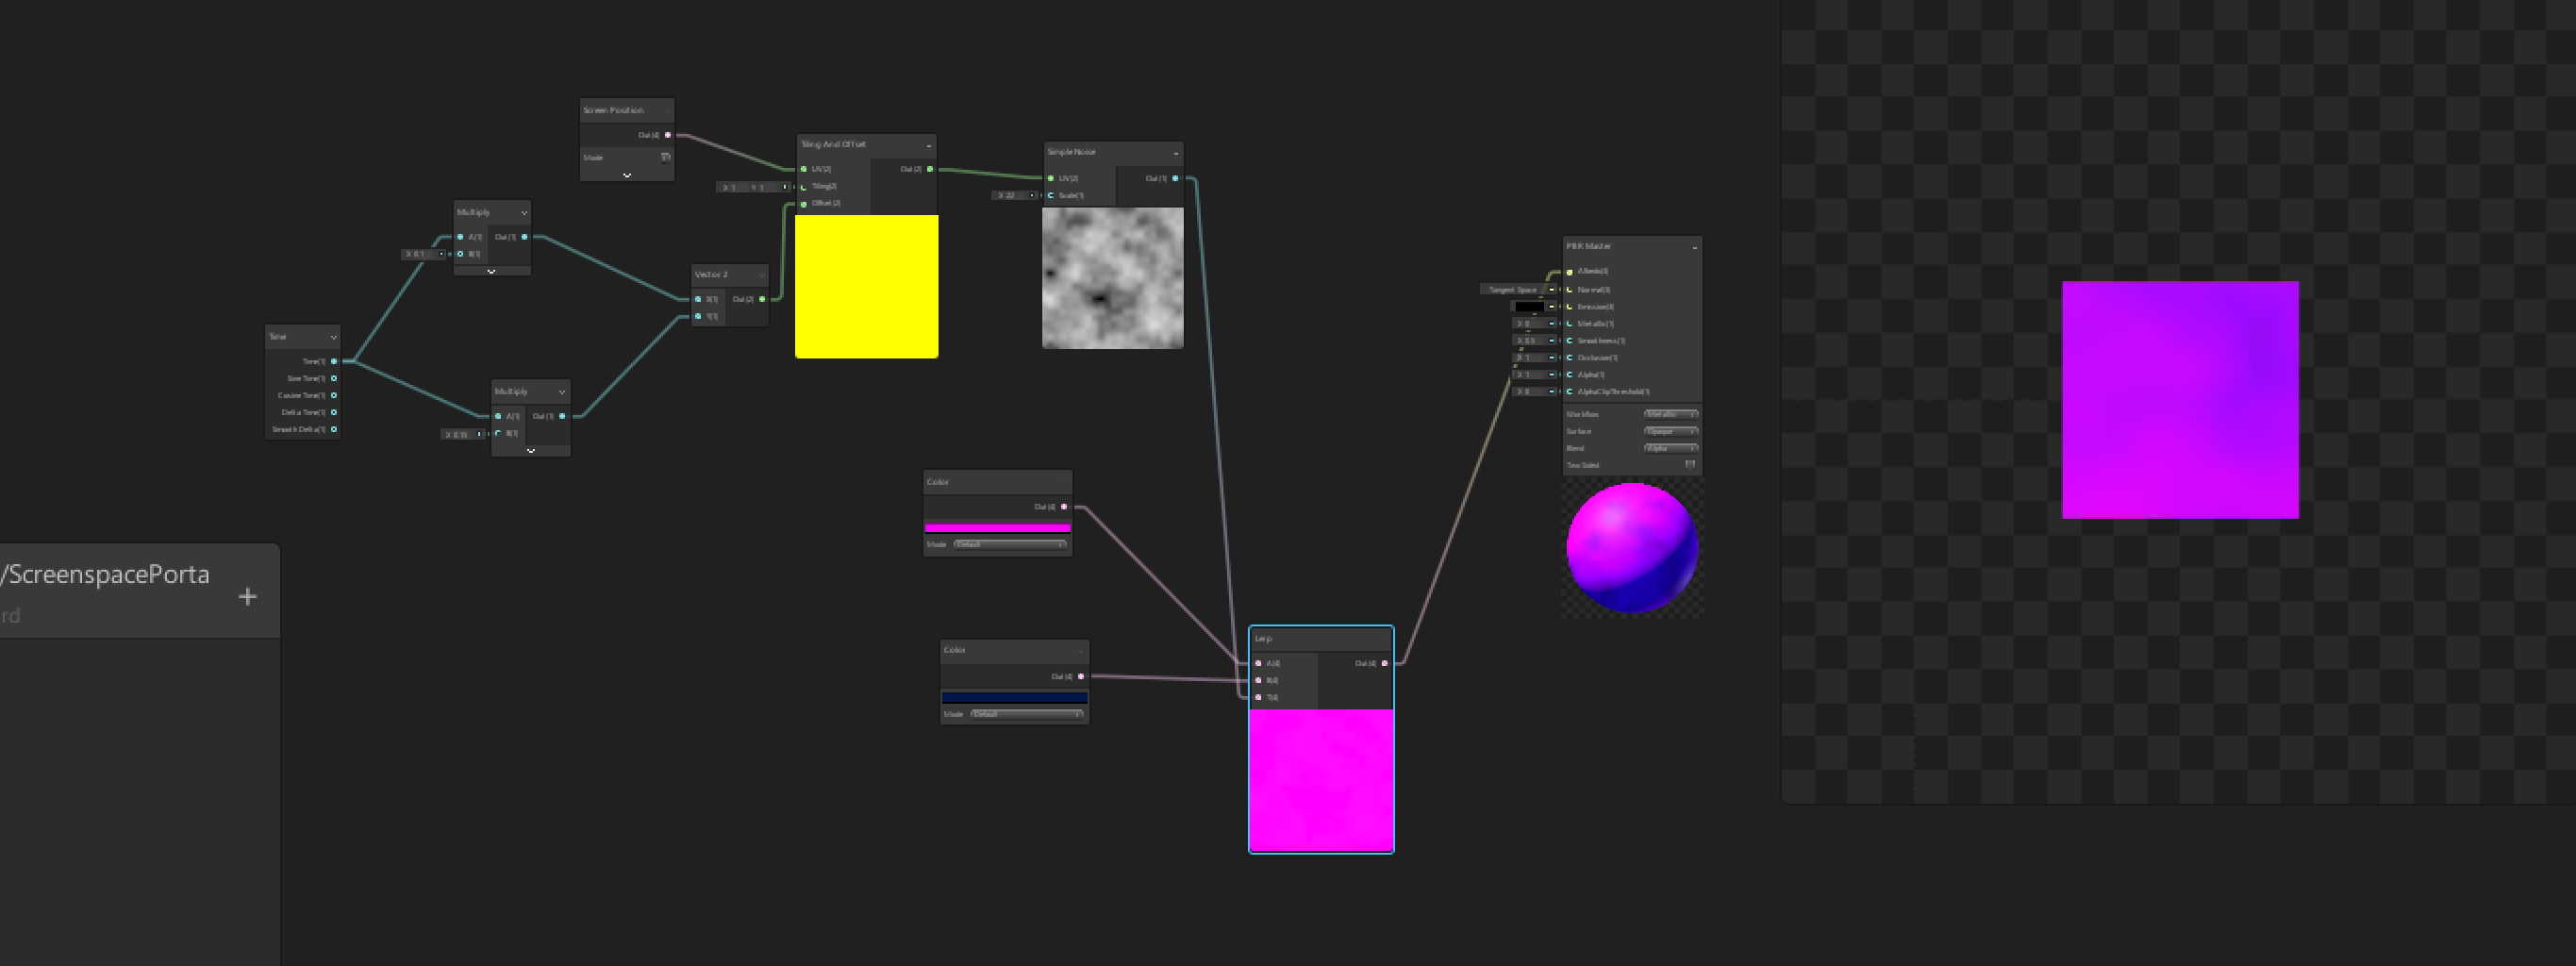 Screen Position
Out(4)
Mode
Tiling And Offset
UV(2)
Out(2)
X 1 Y 1
Tiling(2)
Offset(2)
Simple Noise
UV(2)
Out(1)
X 22
Scale(1)
Multiply
A(1)
Out(1)
X 0.1
B(1)
Vector 2
X(1)
Out(2)
Y(1)
Time
Time(1)
Sine Time(1)
Cosine Time(1)
Delta Time(1)
Smooth Delta(1)
Multiply
A(1)
Out(1)
X 0.15
B(1)
PBR Master
Albedo(3)
Tangent Space
Normal(3)
Emission(3)
X 0
Metallic(1)
X 0.5
Smoothness(1)
X 1
Occlusion(1)
X 1
Alpha(1)
X 0
AlphaClipThreshold(1)
Workflow
Metallic
Surface
Opaque
Blend
Alpha
Two Sided
Color
Out(4)
Mode
Default
/ScreenspacePorta
+
rd
Color
Out(4)
Mode
Default
Lerp
A(4)
Out(4)
B(4)
T(4)